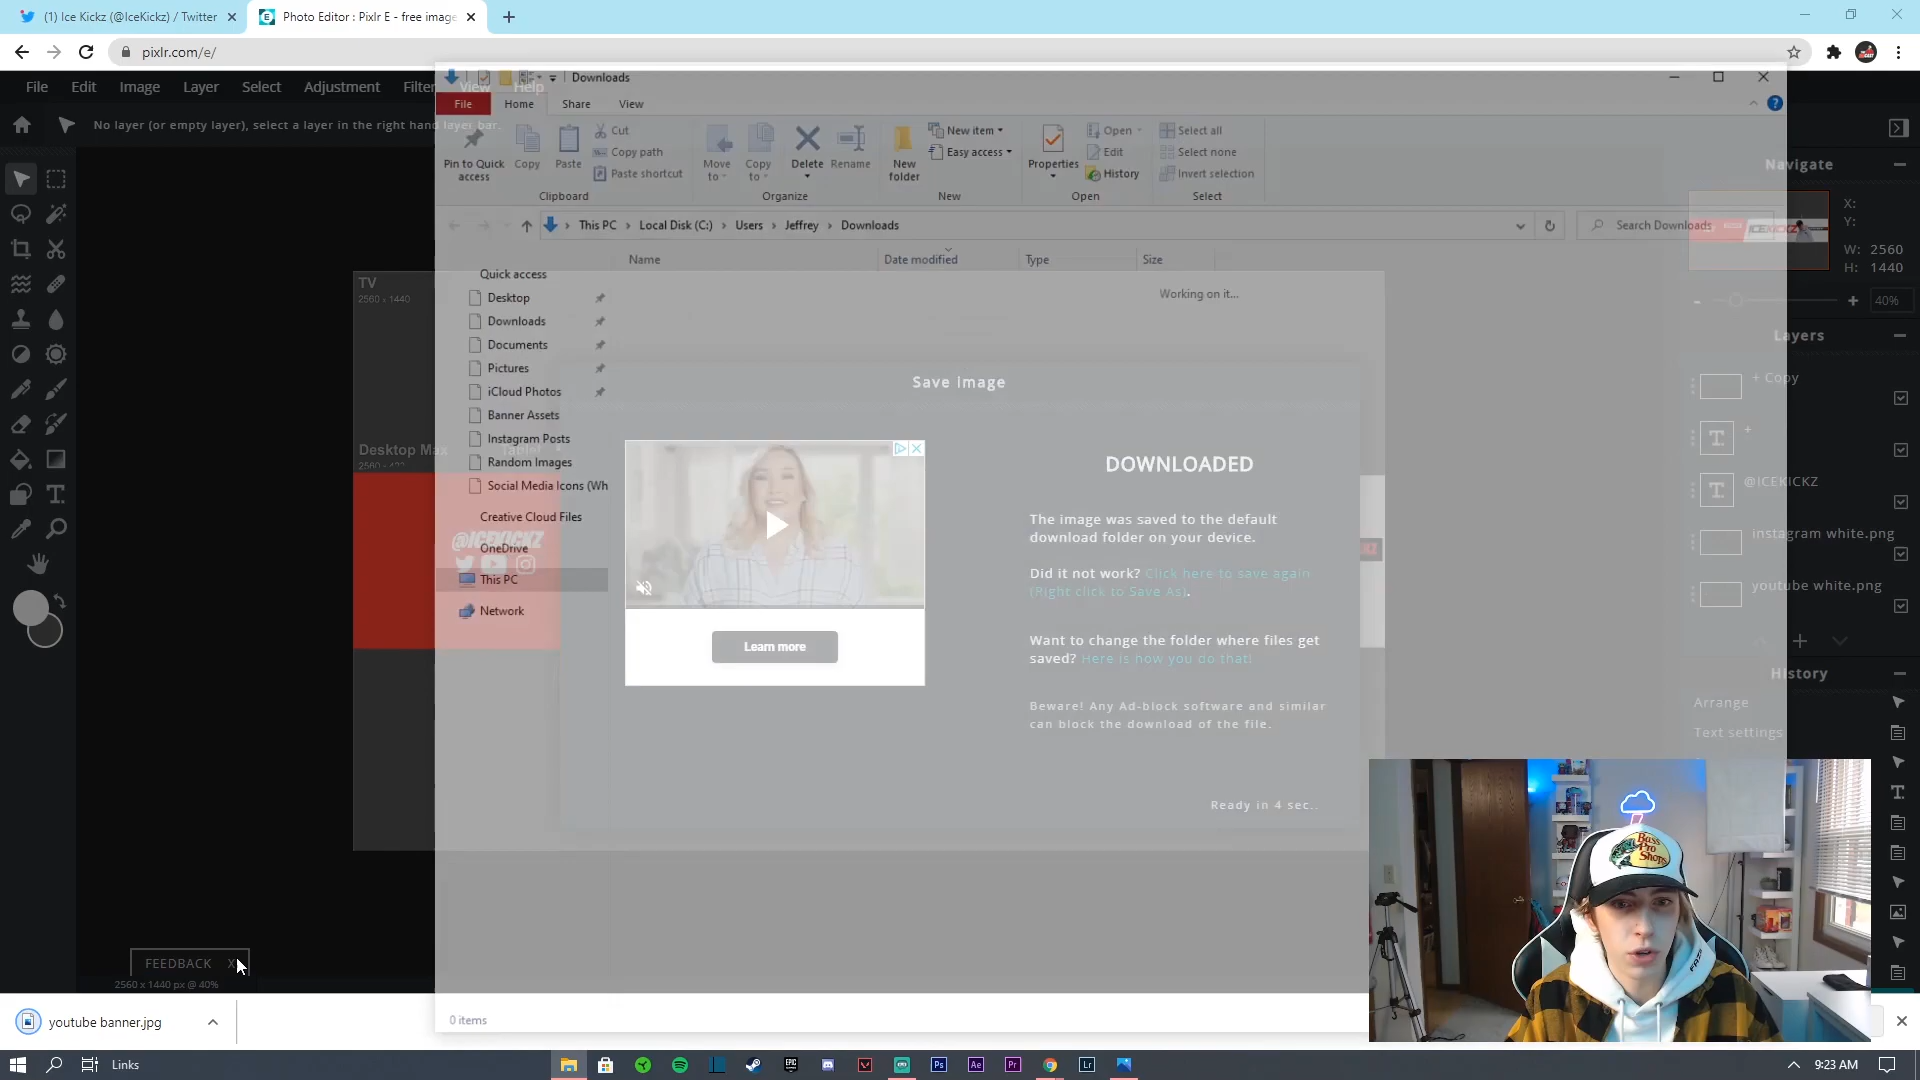 (1) Ice Kickz (@IceKickz) / Twitter
Photo Editor : Pixlr E - free image
pixlr.com/e/
File Edit Image Layer Select Adjustment Filter View Help
No layer (or empty layer), select a layer in the right hand layer bar.
Downloads
File Home Share View
Pin to Quick access
Copy
Paste
Cut
Copy path
Paste shortcut
Clipboard
Move to
Copy to
Delete
Rename
Organize
New folder
New item
Easy access
New
Properties
Open
Edit
History
Open
Select all
Select none
Invert selection
Select
This PC
Local Disk (C:)
Users
Jeffrey
Downloads
Search Downloads
Name
Date modified
Type
Size
Working on it...
Quick access
Desktop
Downloads
Documents
Pictures
iCloud Photos
Banner Assets
Instagram Posts
Random Images
Social Media Icons (Wh
Creative Cloud Files
OneDrive
This PC
Network
0 items
TV
2560 x 1440
Desktop Max
Tablet
@ICEKICKZ
Save image
Learn more
DOWNLOADED
The image was saved to the default
download folder on your device.
Did it not work? Click here to save again
(Right click to Save As).
Want to change the folder where files get
saved? Here is how you do that!
Beware! Any Ad-block software and similar
can block the download of the file.
Ready in 4 sec..
Navigate
X:
Y:
W: 2560
H: 1440
40%
Layers
+ Copy
+
@ICEKICKZ
instagram white.png
youtube white.png
History
Arrange
Text settings
Bass
Pro
Shops
FEEDBACK X
2560 x 1440 px @ 40%
youtube banner.jpg
Links
9:23 AM